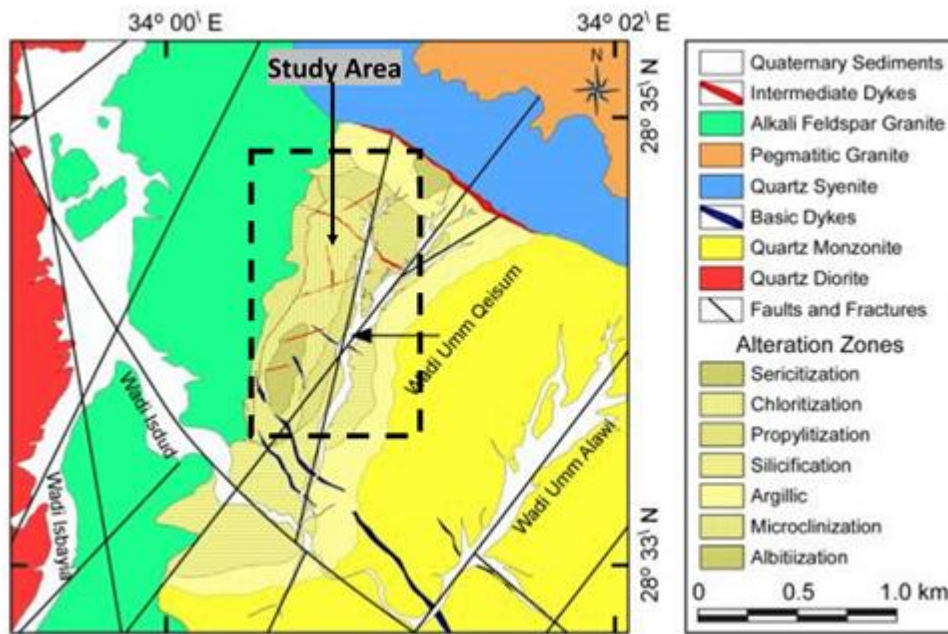 34° 00\ E
34° 02\ E
Study Area
N
28° 35\ N
Wadi Umm Qeisum
Wadi Isdud
Wadi Umm Alawi
Wadi Isbayia
28° 33\ N
Quaternary Sediments
Intermediate Dykes
Alkali Feldspar Granite
Pegmatitic Granite
Quartz Syenite
Basic Dykes
Quartz Monzonite
Quartz Diorite
Faults and Fractures
Alteration Zones
Sericitization
Chloritization
Propylitization
Silicification
Argillic
Microclinization
Albitiization
0 0.5 1.0 km